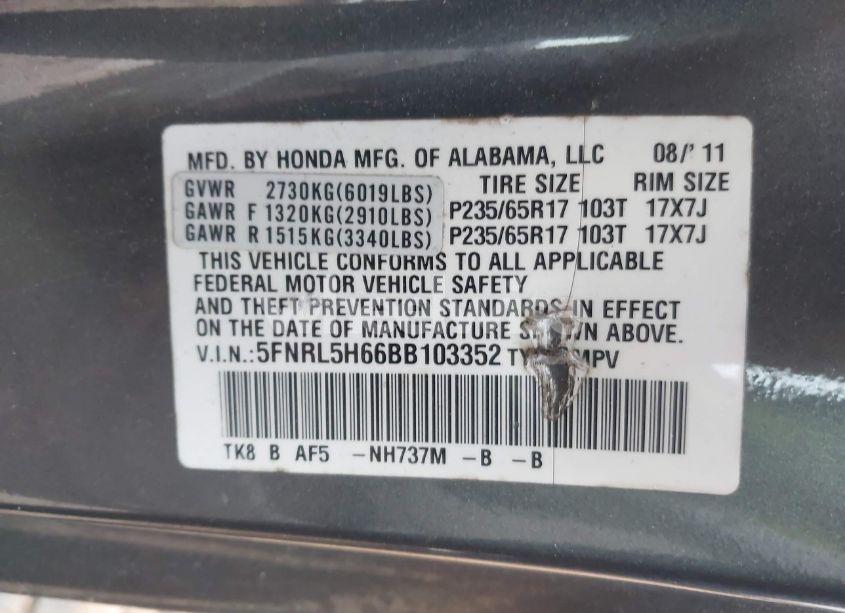 MFD. BY HONDA MFG. OF ALABAMA, LLC 08/' 11
GVWR 2730KG(6019LBS) TIRE SIZE RIM SIZE
GAWR F 1320KG(2910LBS) P235/65R17 103T 17X7J
GAWR R 1515KG(3340LBS) P235/65R17 103T 17X7J
THIS VEHICLE CONFORMS TO ALL APPLICABLE
FEDERAL MOTOR VEHICLE SAFETY
AND THEFT PREVENTION STANDARDS IN EFFECT
ON THE DATE OF MANUFACTURE ABOVE.
V.I.N.:5FNRL5H66BB103352 MPV
TK8 B AF5 -NH737M -B -B